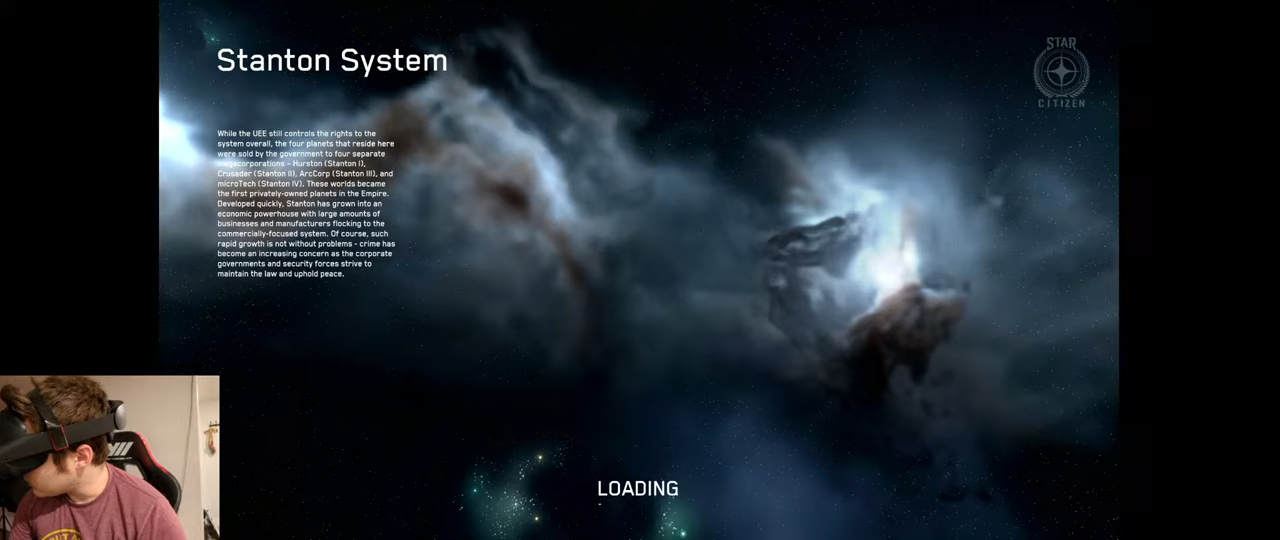 Stanton System
STAR
CITIZEN
While the UEE still controls the rights to the
system overall, the four planets that reside here
were sold by the government to four separate
megacorporations - Hurston (Stanton I),
Crusader (Stanton II), ArcCorp (Stanton III), and
microTech (Stanton IV). These worlds became
the first privately-owned planets in the Empire.
Developed quickly, Stanton has grown into an
economic powerhouse with large amounts of
businesses and manufacturers flocking to the
commercially-focused system. Of course, such
rapid growth is not without problems - crime has
become an increasing concern as the corporate
governments and security forces strive to
maintain the law and uphold peace.
LOADING